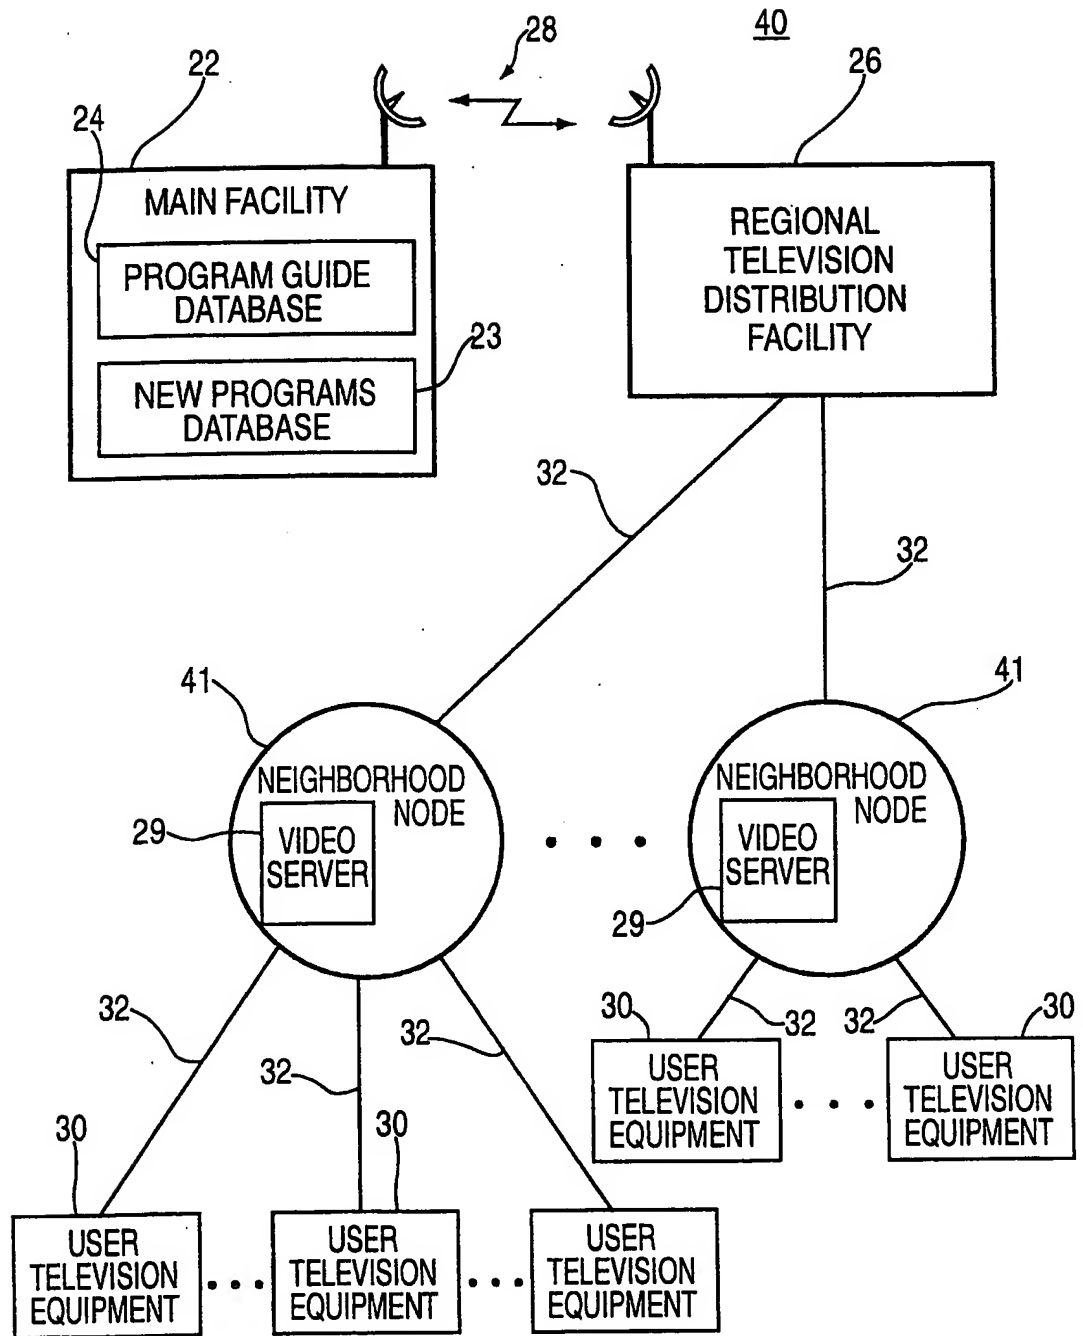 40
28
22
26
24
MAIN FACILITY
PROGRAM GUIDE
DATABASE
23
NEW PROGRAMS
DATABASE
REGIONAL
TELEVISION
DISTRIBUTION
FACILITY
32
32
41
41
NEIGHBORHOOD
NODE
29
VIDEO
SERVER
NEIGHBORHOOD
NODE
VIDEO
SERVER
29
32
32
32
30
32
32
30
USER
TELEVISION
EQUIPMENT
USER
TELEVISION
EQUIPMENT
30
30
USER
TELEVISION
EQUIPMENT
USER
TELEVISION
EQUIPMENT
USER
TELEVISION
EQUIPMENT